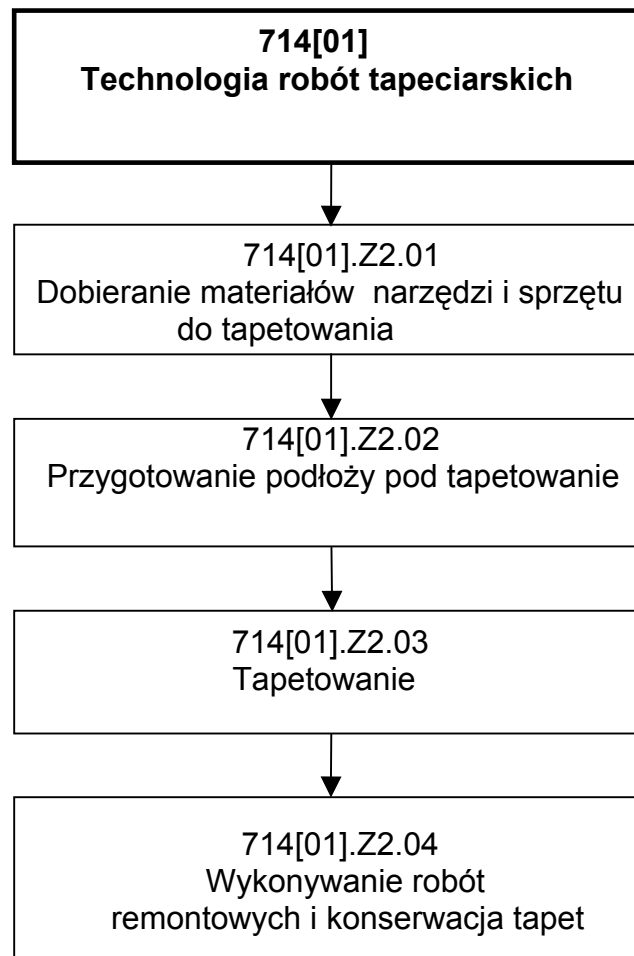 714[01]
Technologia robót tapeciarskich
714[01].Z2.01
Dobieranie materiałów  narzędzi i sprzętu
do tapetowania
714[01].Z2.02
Przygotowanie podłoży pod tapetowanie
714[01].Z2.03
Tapetowanie
714[01].Z2.04
Wykonywanie robót
remontowych i konserwacja tapet